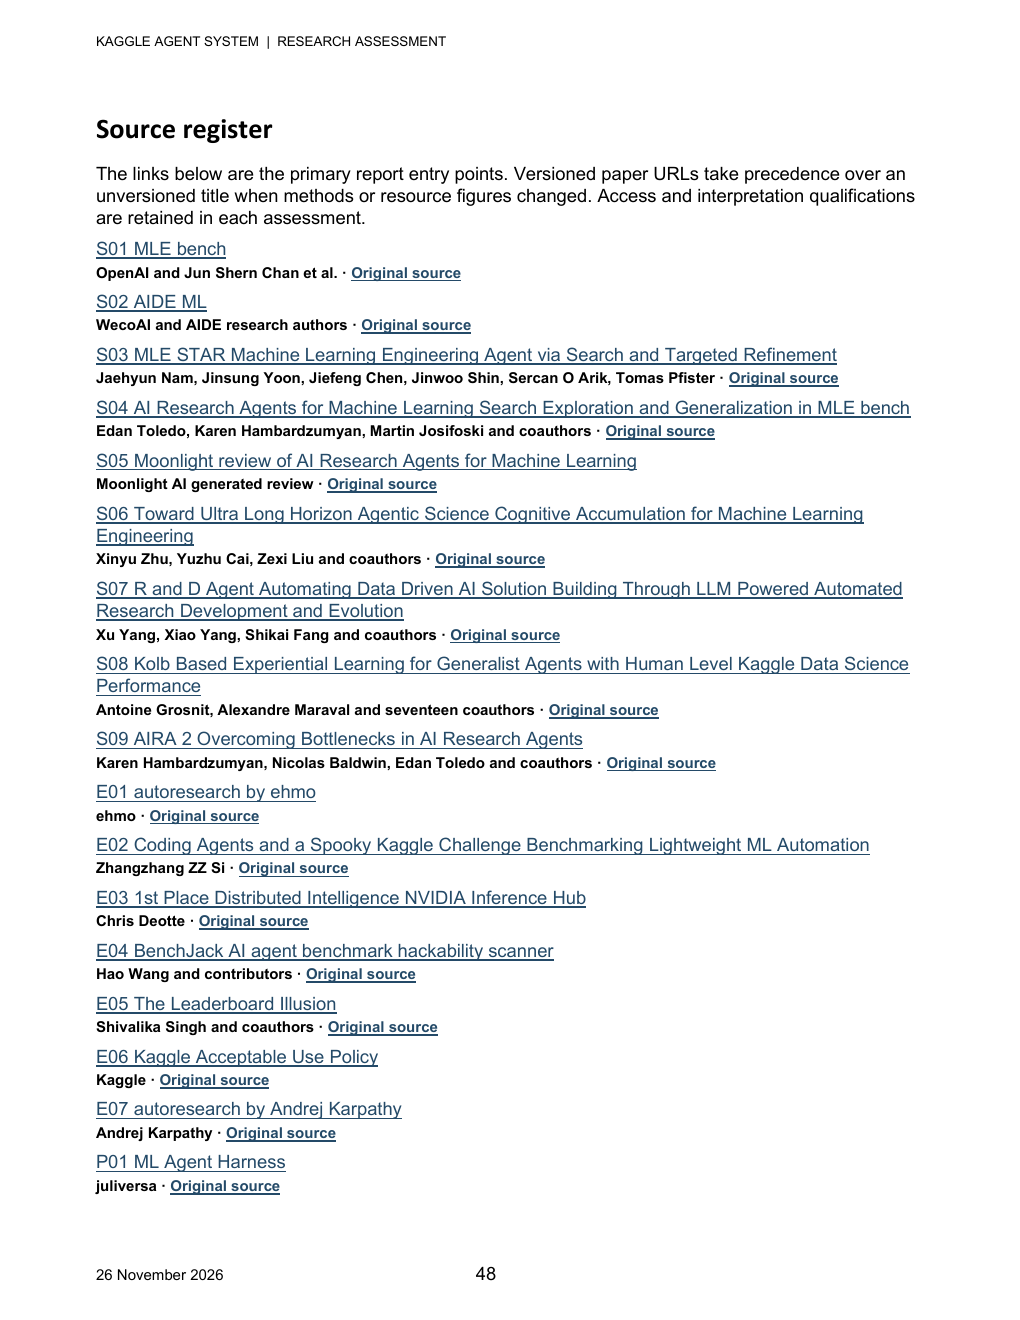 KAGGLE AGENT SYSTEM | RESEARCH ASSESSMENT
Source register
The links below are the primary report entry points. Versioned paper URLs take precedence over an
unversioned title when methods or resource figures changed. Access and interpretation qualifications
are retained in each assessment.
S01 MLE bench
OpenAI and Jun Shern Chan et al. · Original source
S02 AIDE ML
WecoAI and AIDE research authors · Original source
S03 MLE STAR Machine Learning Engineering Agent via Search and Targeted Refinement
Jaehyun Nam, Jinsung Yoon, Jiefeng Chen, Jinwoo Shin, Sercan O Arik, Tomas Pfister · Original source
S04 AI Research Agents for Machine Learning Search Exploration and Generalization in MLE bench
Edan Toledo, Karen Hambardzumyan, Martin Josifoski and coauthors · Original source
S05 Moonlight review of AI Research Agents for Machine Learning
Moonlight AI generated review · Original source
S06 Toward Ultra Long Horizon Agentic Science Cognitive Accumulation for Machine Learning
Engineering
Xinyu Zhu, Yuzhu Cai, Zexi Liu and coauthors · Original source
S07 R and D Agent Automating Data Driven AI Solution Building Through LLM Powered Automated
Research Development and Evolution
Xu Yang, Xiao Yang, Shikai Fang and coauthors · Original source
S08 Kolb Based Experiential Learning for Generalist Agents with Human Level Kaggle Data Science
Performance
Antoine Grosnit, Alexandre Maraval and seventeen coauthors · Original source
S09 AIRA 2 Overcoming Bottlenecks in AI Research Agents
Karen Hambardzumyan, Nicolas Baldwin, Edan Toledo and coauthors · Original source
E01 autoresearch by ehmo
ehmo · Original source
E02 Coding Agents and a Spooky Kaggle Challenge Benchmarking Lightweight ML Automation
Zhangzhang ZZ Si · Original source
E03 1st Place Distributed Intelligence NVIDIA Inference Hub
Chris Deotte · Original source
E04 BenchJack AI agent benchmark hackability scanner
Hao Wang and contributors · Original source
E05 The Leaderboard Illusion
Shivalika Singh and coauthors · Original source
E06 Kaggle Acceptable Use Policy
Kaggle · Original source
E07 autoresearch by Andrej Karpathy
Andrej Karpathy · Original source
P01 ML Agent Harness
juliversa · Original source
26 November 2026
48